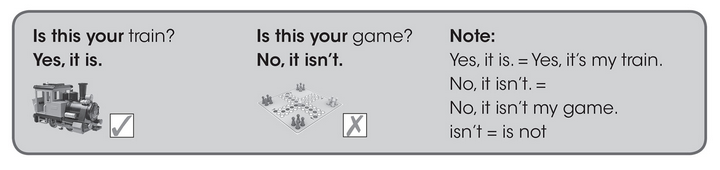 Is this your train?
Yes, it is.
Is this your game?
No, it isn't.
Note:
Yes, it is. = Yes, it's my train.
No, it isn't. =
No, it isn't my game.
isn't = is not